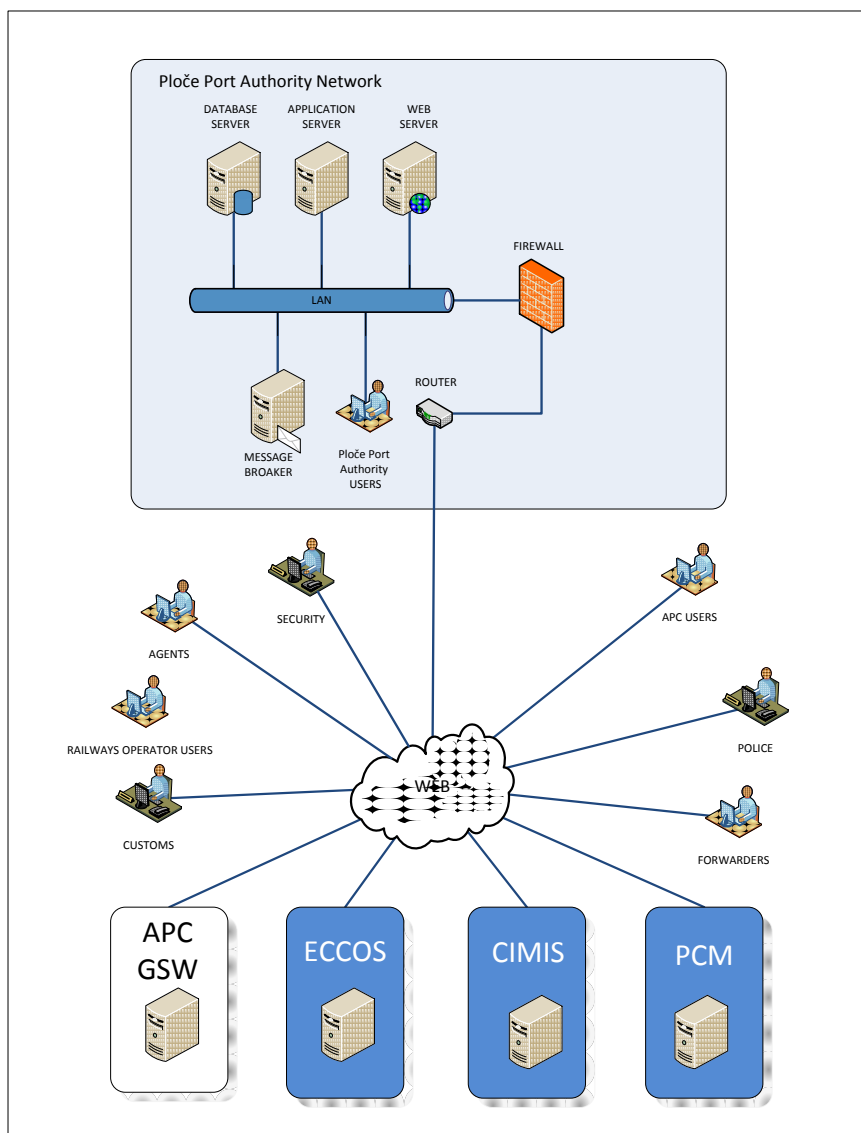 Ploče Port Authority Network
DATABASE
SERVER
APPLICATION
SERVER
WEB
SERVER
FIREWALL
LAN
ROUTER
MESSAGE
BROAKER
Ploče Port
Authority
USERS
SECURITY
APC USERS
AGENTS
RAILWAYS OPERATOR USERS
POLICE
WEB
CUSTOMS
FORWARDERS
APC
GSW
ECCOS
CIMIS
PCM